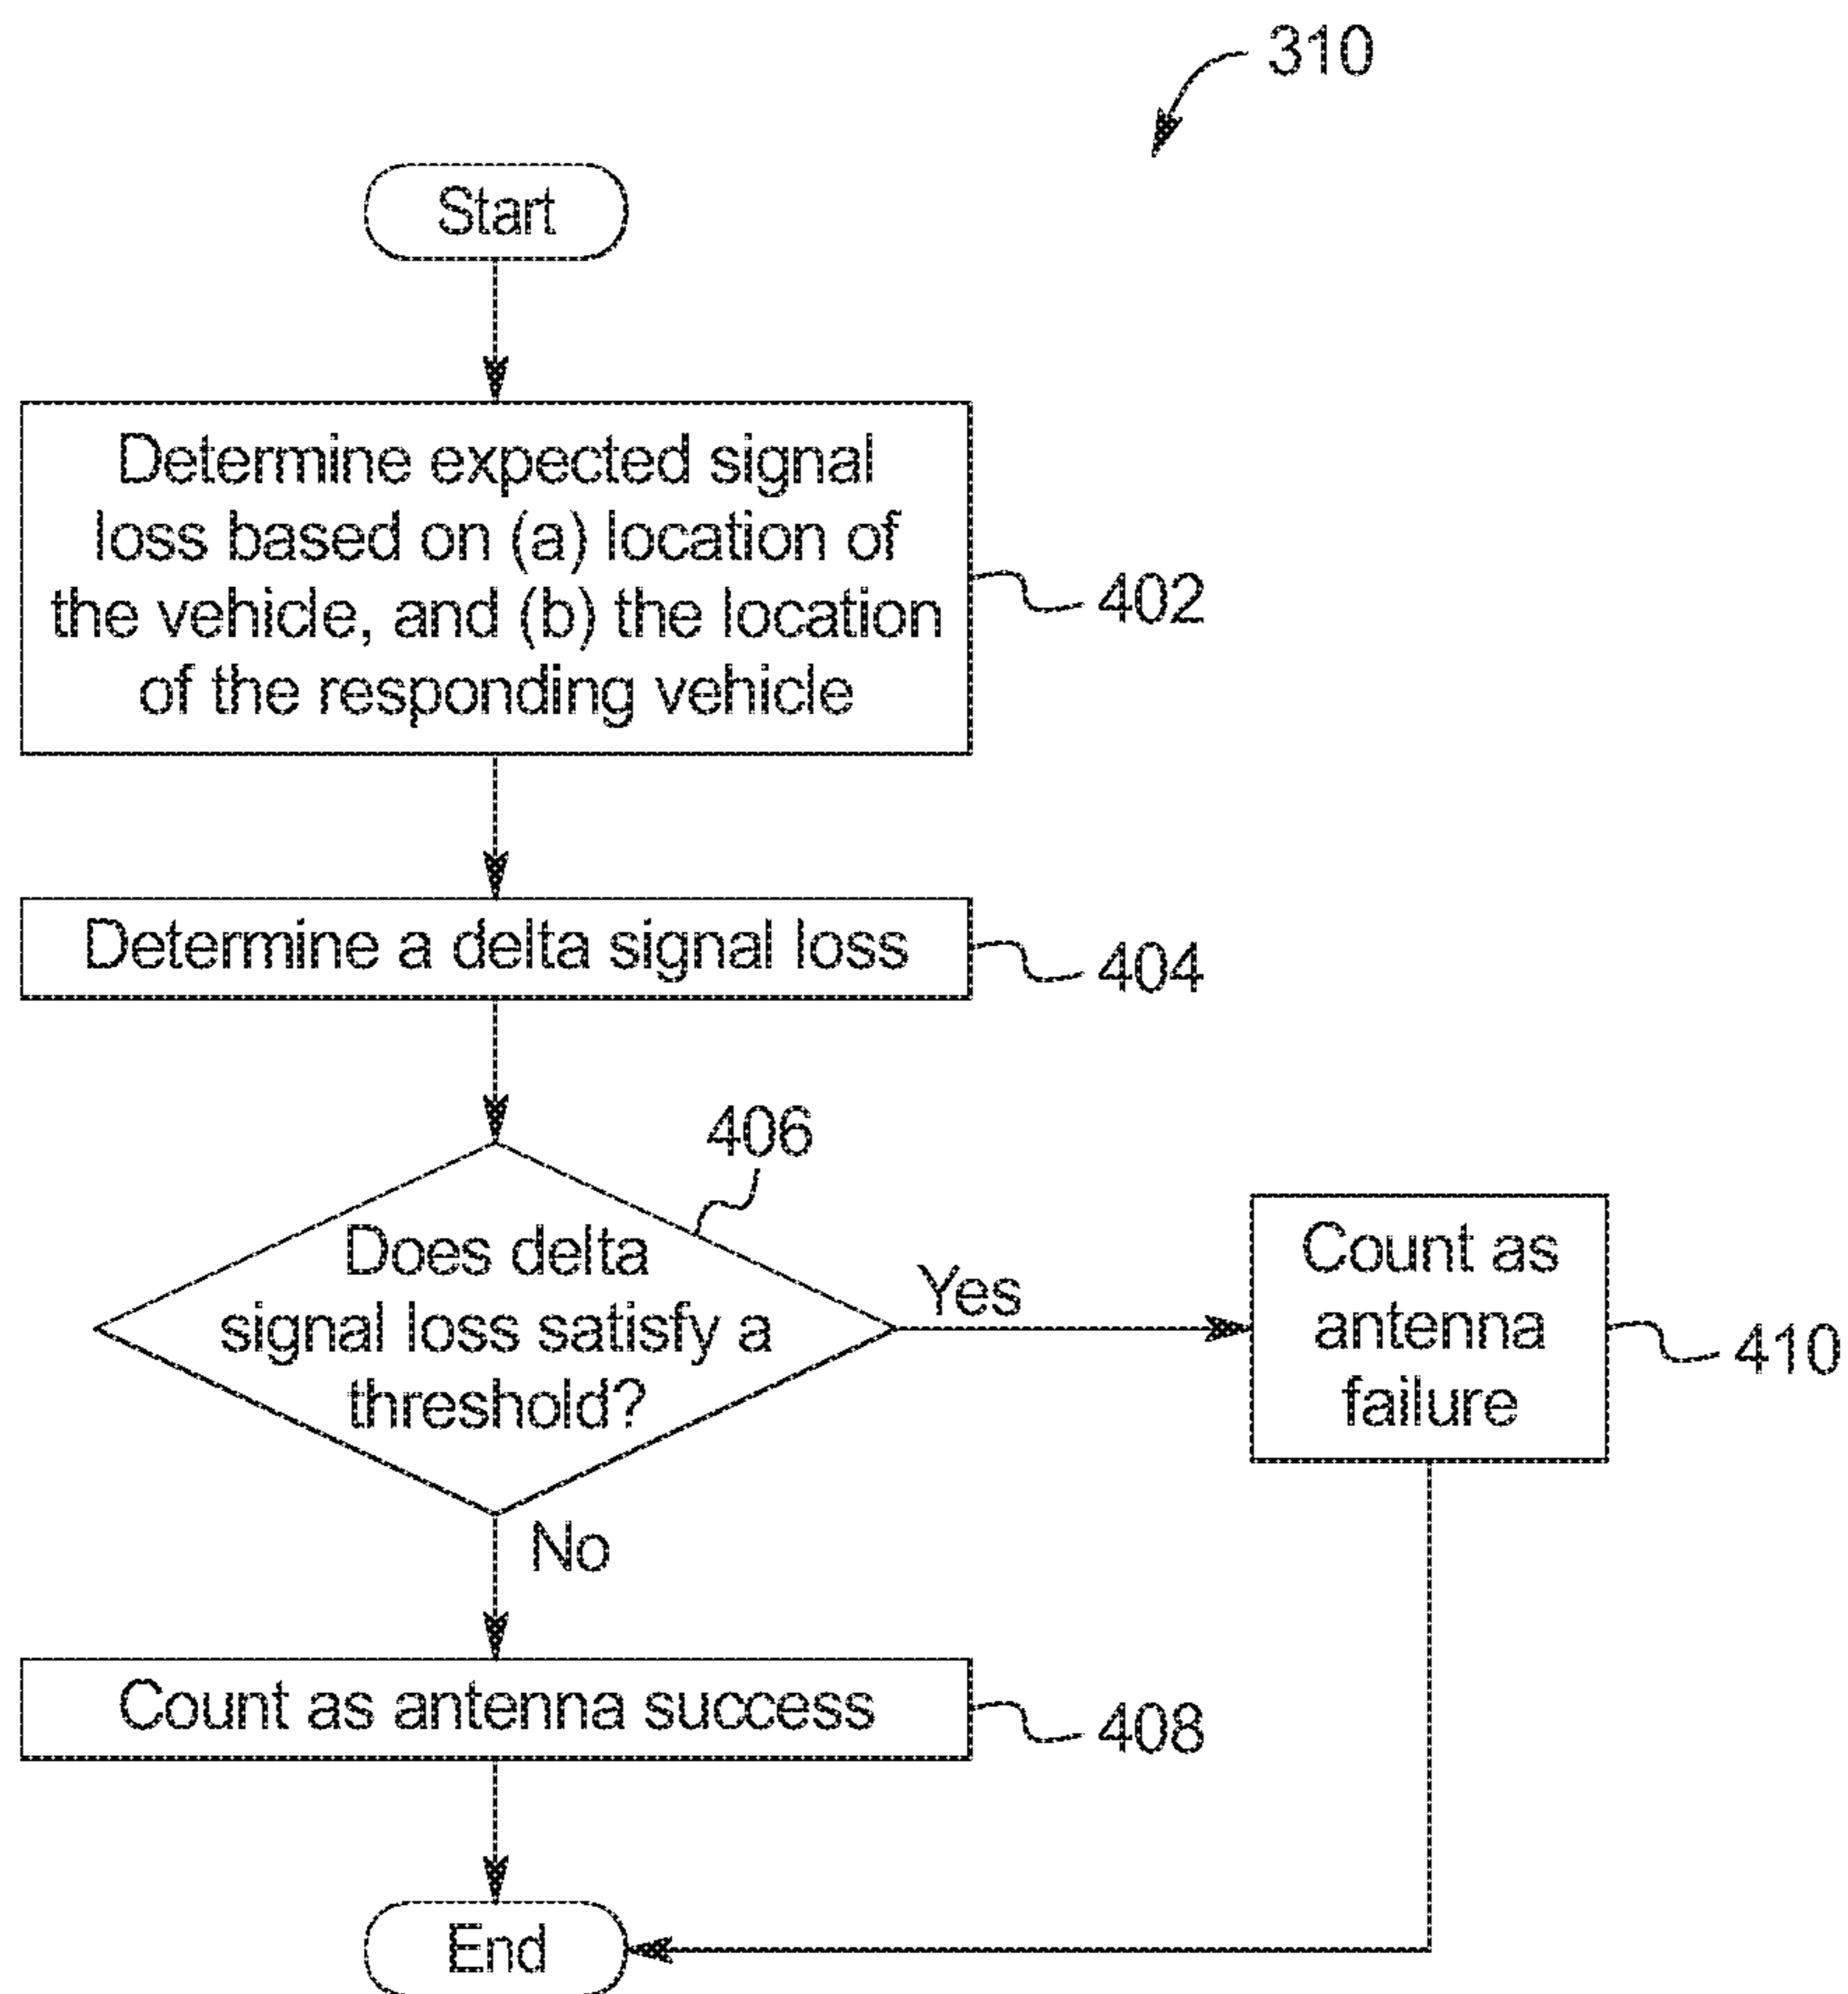 310
Start
Determine expected signal
loss based on (a) location of
the vehicle, and (b) the location
of the responding vehicle
402
Determine a delta signal loss
404
406
Does delta
signal loss satisfy a
threshold?
Yes
Count as
antenna
failure
410
No
Count as antenna success
408
End